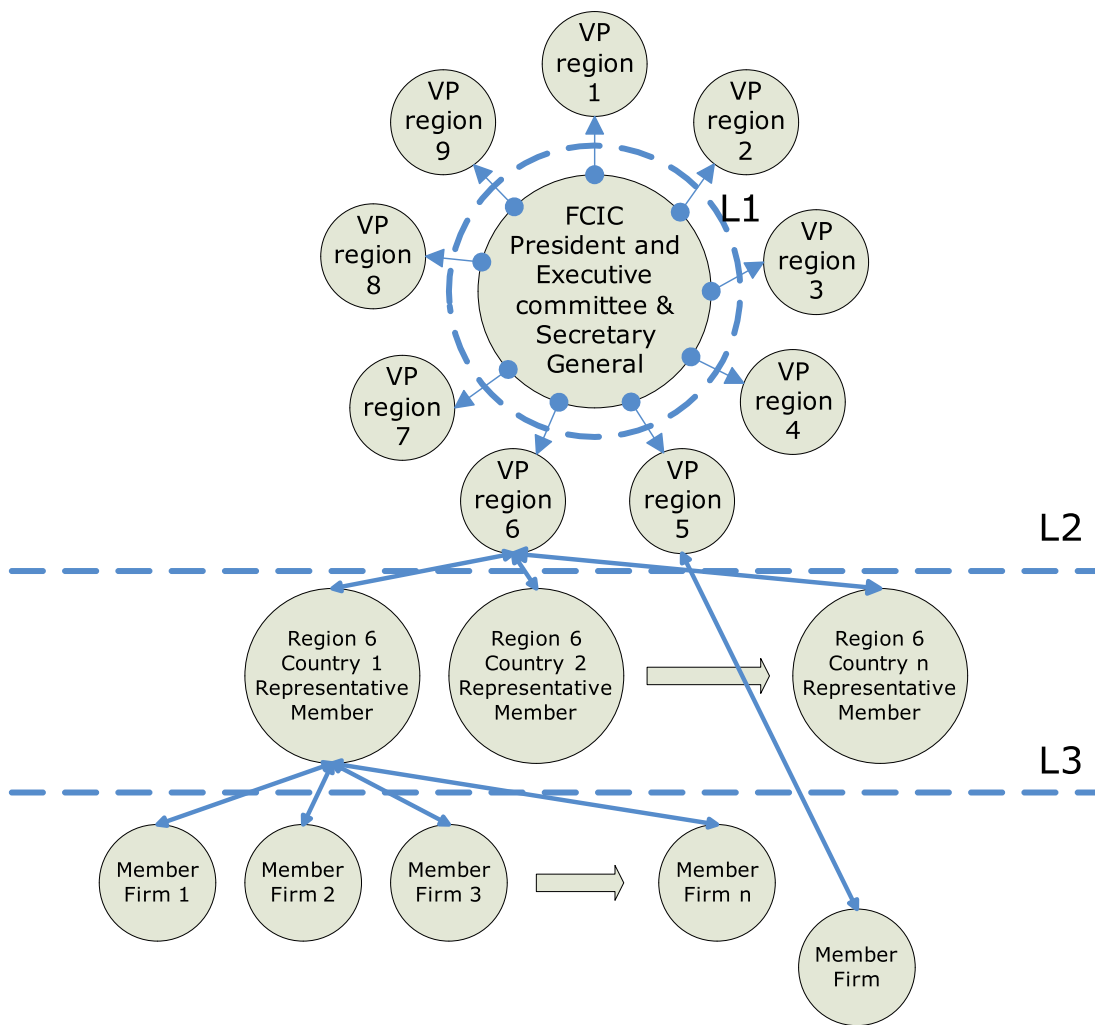 VP
region
1
VP
region
9
VP
region
2
L1
FCIC
President and
Executive
committee &
Secretary
General
VP
region
8
VP
region
3
VP
region
7
VP
region
4
VP
region
6
VP
region
5
L2
Region 6
Country 1
Representative
Member
Region 6
Country 2
Representative
Member
Region 6
Country n
Representative
Member
L3
Member
Firm 1
Member
Firm 2
Member
Firm 3
Member
Firm n
Member
Firm